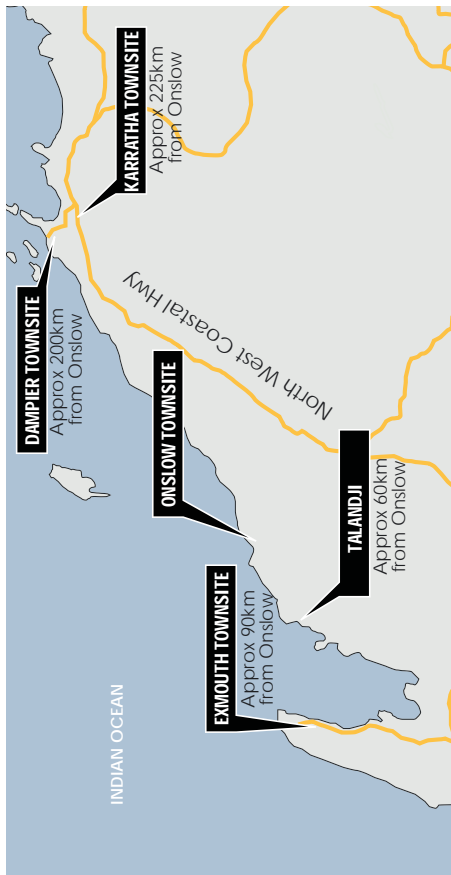 INDIAN OCEAN
EXMOUTH TOWNSITE
Approx 90km
from Onslow
ONSLOW TOWNSITE
DAMPIER TOWNSITE
Approx 200km
from Onslow
KARRATHA TOWNSITE
Approx 225km
from Onslow
North West Coastal Hwy
TALANDJI
Approx 60km
from Onslow